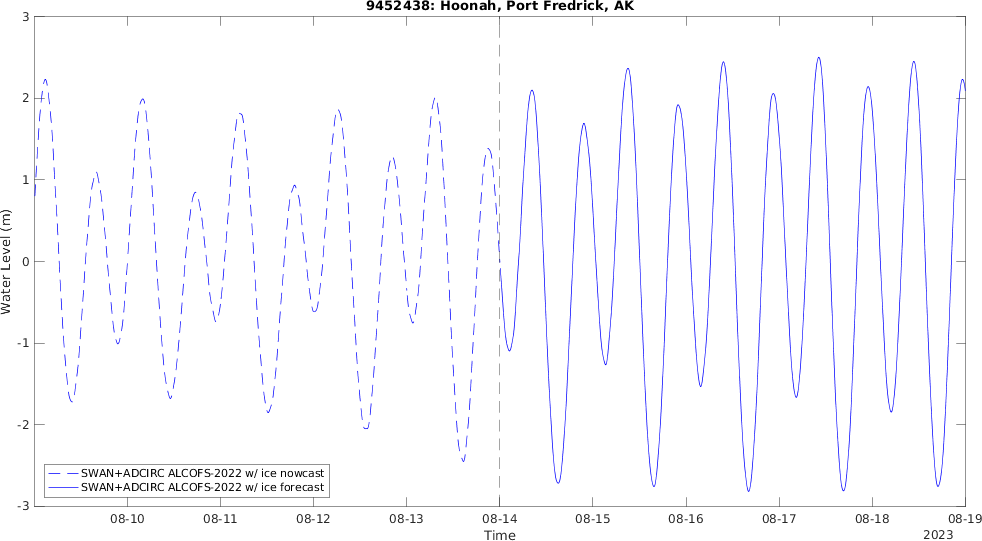 9452438: Hoonah, Port Fredrick, AK
Water Level (m)
3
2
1
0
-1
-2
-3
SWAN+ADCIRC ALCOFS-2022 w/ ice nowcast
SWAN+ADCIRC ALCOFS-2022 w/ ice forecast
08-10 08-11 08-12 08-13 08-14 08-15 08-16 08-17 08-18 08-19
Time
2023